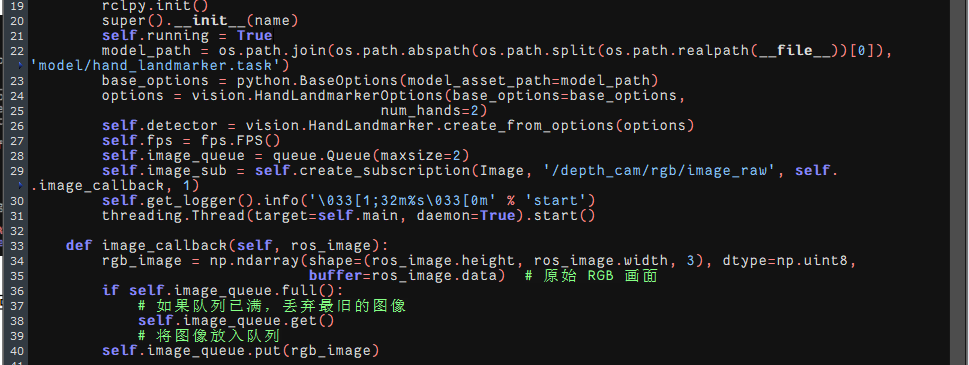 19 rclpy.init()
20 super().__init__(name)
21 self.running = True
22 model_path = os.path.join(os.path.abspath(os.path.split(os.path.realpath(__file__))[0]),
'model/hand_landmarker.task')
23 base_options = python.BaseOptions(model_asset_path=model_path)
24 options = vision.HandLandmarkerOptions(base_options=base_options,
25 num_hands=2)
26 self.detector = vision.HandLandmarker.create_from_options(options)
27 self.fps = fps.FPS()
28 self.image_queue = queue.Queue(maxsize=2)
29 self.image_sub = self.create_subscription(Image, '/depth_cam/rgb/image_raw', self.
.image_callback, 1)
30 self.get_logger().info('\033[1;32m%s\033[0m' % 'start')
31 threading.Thread(target=self.main, daemon=True).start()
32
33 def image_callback(self, ros_image):
34 rgb_image = np.ndarray(shape=(ros_image.height, ros_image.width, 3), dtype=np.uint8,
35 buffer=ros_image.data)  # 原始 RGB 画面
36 if self.image_queue.full():
37 # 如果队列已满，丢弃最旧的图像
38 self.image_queue.get()
39 # 将图像放入队列
40 self.image_queue.put(rgb_image)